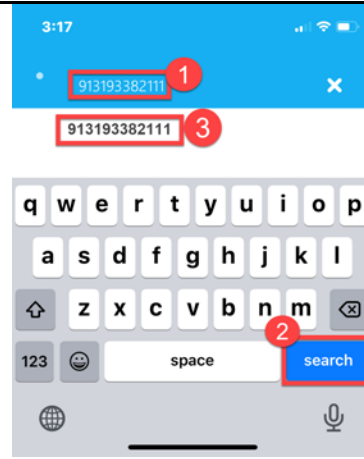 3:17
913193382111 1
913193382111 3
q w e r t y u i o p
a s d f g h j k l
z x c v b n m
2
123 space search